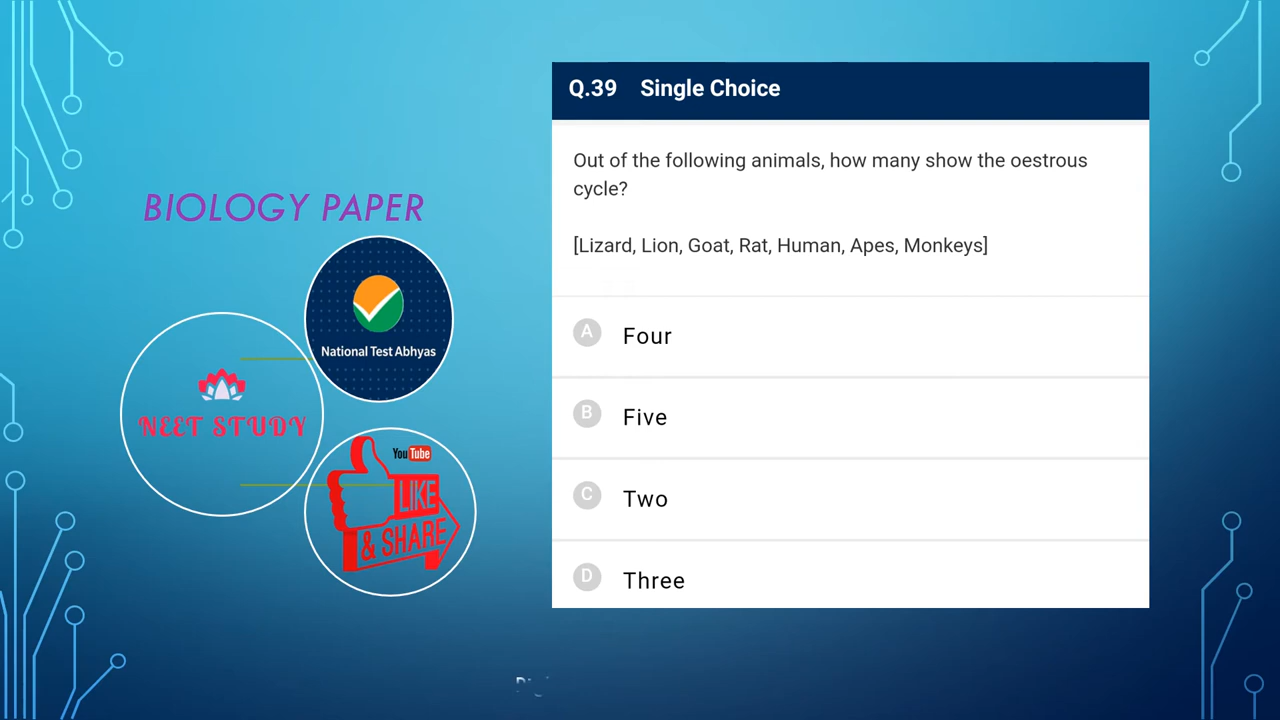 BIOLOGY PAPER
National Test Abhyas
NEET STUDY
YouTube
LIKE
& SHARE
Q.39 Single Choice
Out of the following animals, how many show the oestrous
cycle?
[Lizard, Lion, Goat, Rat, Human, Apes, Monkeys]
A Four
B Five
C Two
D Three